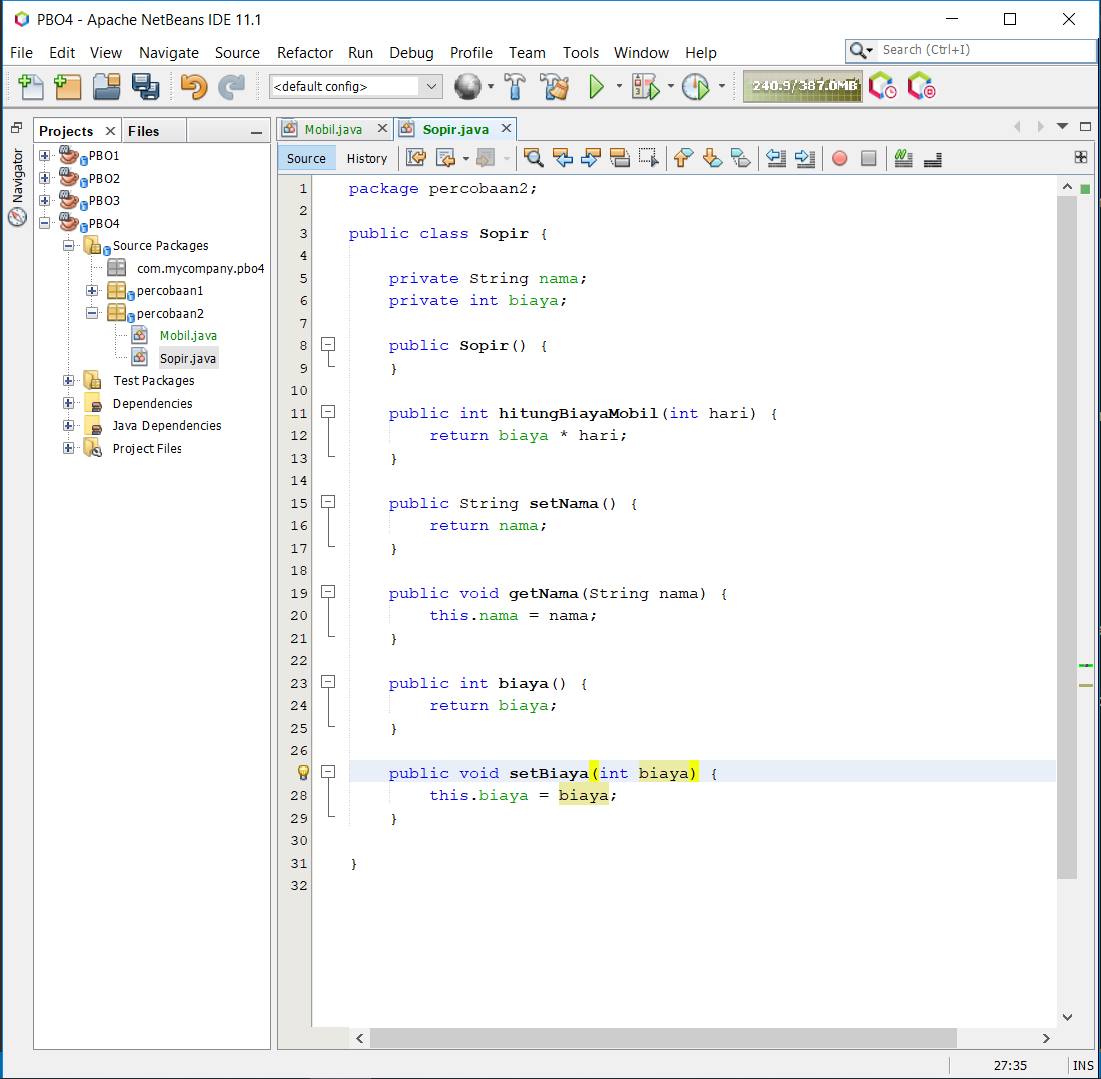 PBO4 - Apache NetBeans IDE 11.1
File Edit View Navigate Source Refactor Run Debug Profile Team Tools Window Help
Search (Ctrl+I)
<default config>
240.9/387.0MB
Projects Files
Navigator
PBO1
PBO2
PBO3
PBO4
Source Packages
com.mycompany.pbo4
percobaan1
percobaan2
Mobil.java
Sopir.java
Test Packages
Dependencies
Java Dependencies
Project Files
Mobil.java Sopir.java
Source History
1 package percobaan2;
2
3 public class Sopir {
4
5 private String nama;
6 private int biaya;
7
8 public Sopir() {
9 }
10
11 public int hitungBiayaMobil(int hari) {
12 return biaya * hari;
13 }
14
15 public String setNama() {
16 return nama;
17 }
18
19 public void getNama(String nama) {
20 this.nama = nama;
21 }
22
23 public int biaya() {
24 return biaya;
25 }
26
public void setBiaya(int biaya) {
28 this.biaya = biaya;
29 }
30
31 }
32
27:35 INS